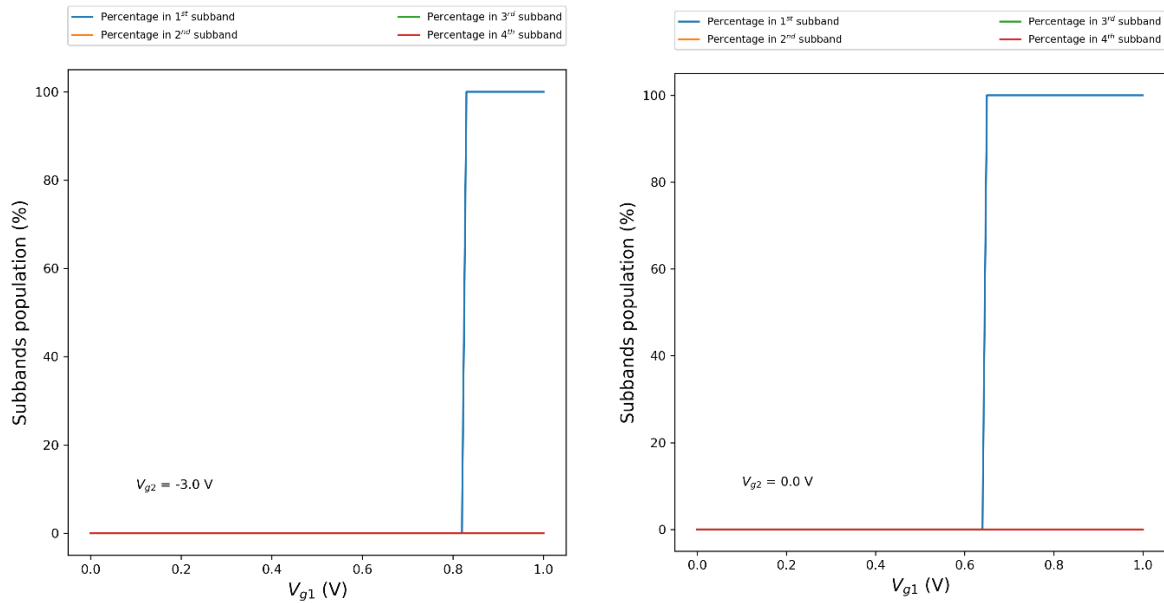 Percentage in 1st subband
Percentage in 2nd subband
Percentage in 3rd subband
Percentage in 4th subband
Subbands population (%)
100
80
60
40
20
0
Vg2 = -3.0 V
0.0 0.2 0.4 0.6 0.8 1.0
Vg1 (V)
Percentage in 1st subband
Percentage in 2nd subband
Percentage in 3rd subband
Percentage in 4th subband
Subbands population (%)
100
80
60
40
20
0
Vg2 = 0.0 V
0.0 0.2 0.4 0.6 0.8 1.0
Vg1 (V)